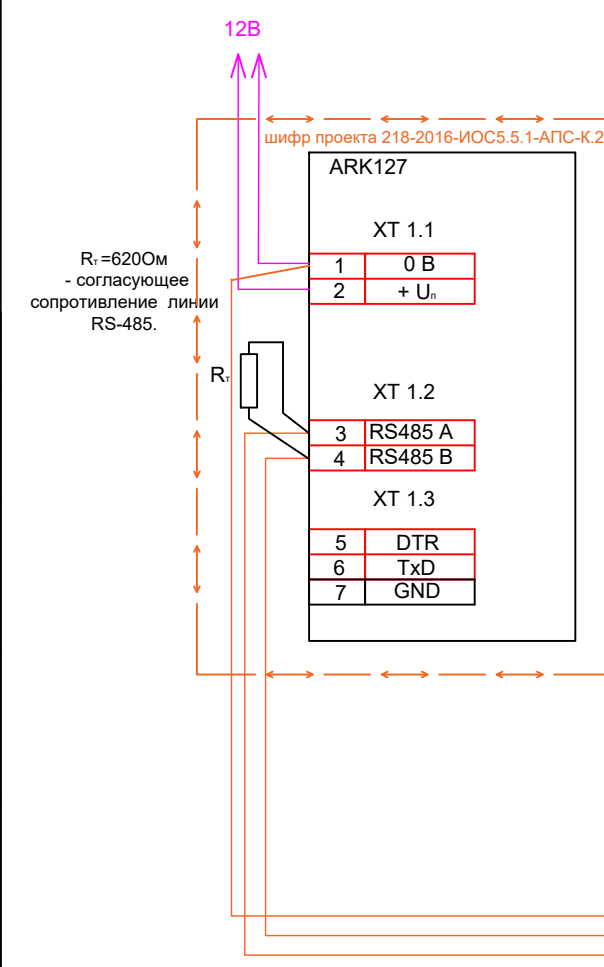 12В
шифр проекта 218-2016-ИОС5.5.1-АПС-К.2
ARK127
XT 1.1
1 0 В
2 + Uₙ
Rт=620Ом
- согласующее
сопротивление линии
RS-485.
Rт
XT 1.2
3 RS485 A
4 RS485 B
XT 1.3
5 DTR
6 TxD
7 GND